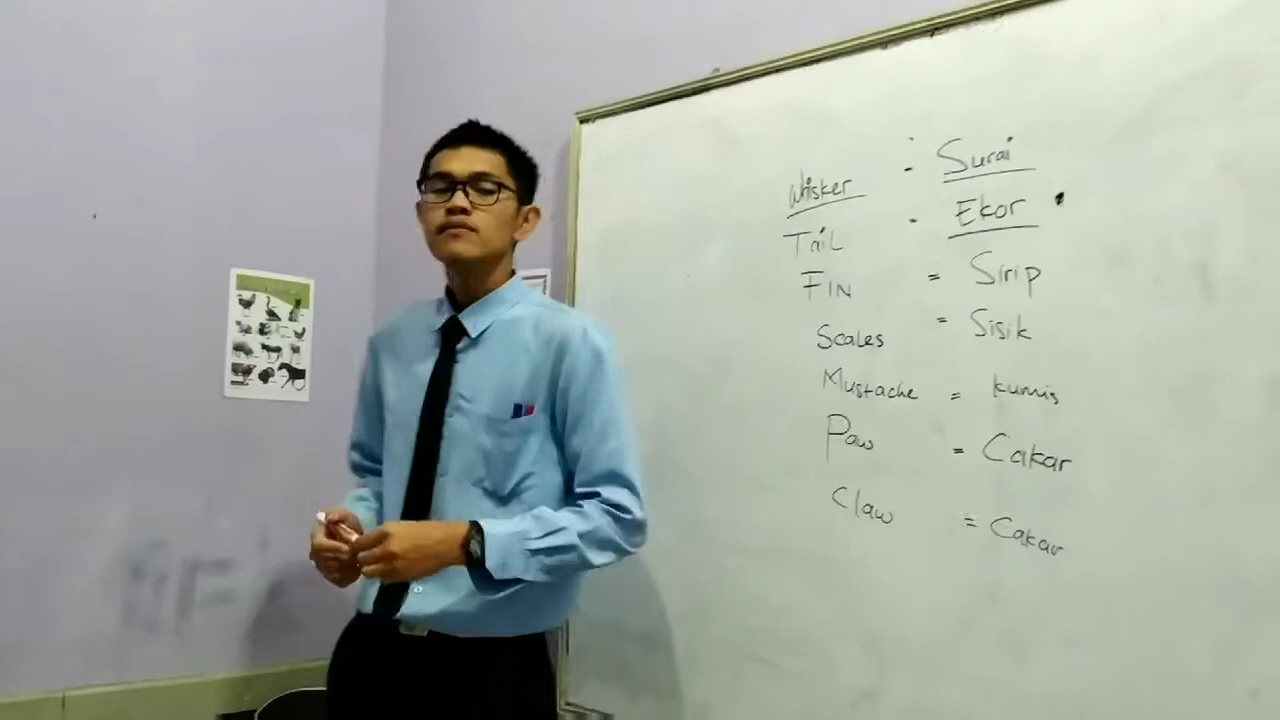 Whisker - Surai
Tail - Ekor
FIN = Sirip
Scales = Sisik
Mustache = kumis
Paw = Cakar
Claw = Cakar